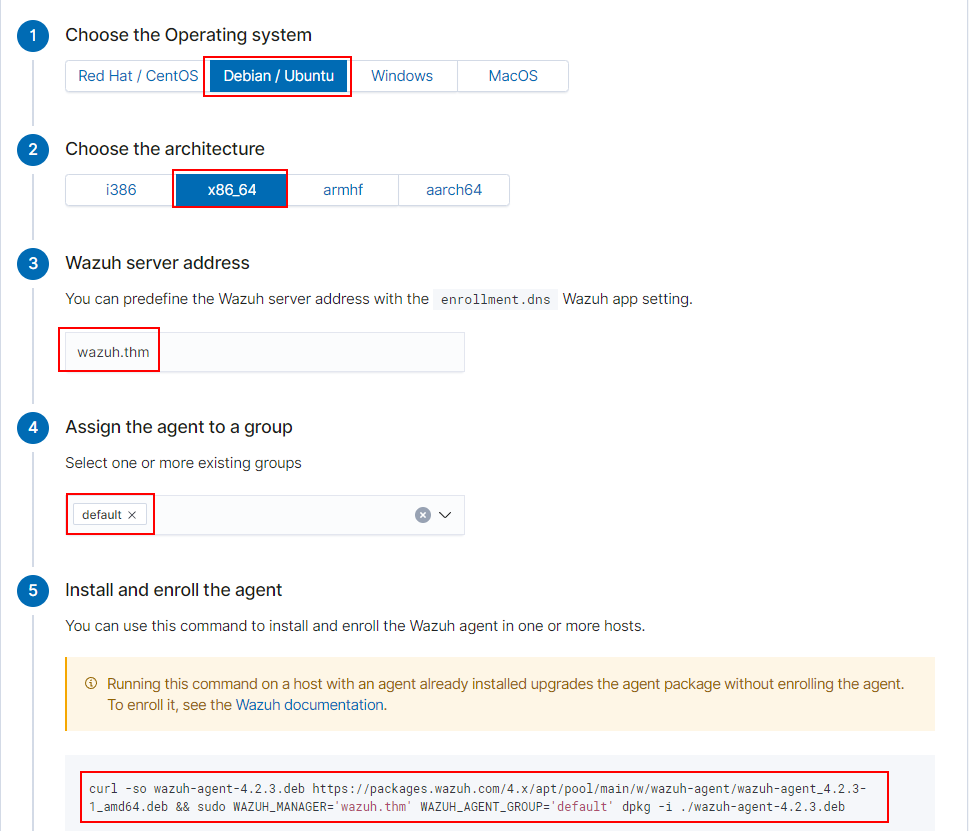 1 Choose the Operating system
Red Hat / CentOS Debian / Ubuntu Windows MacOS
2 Choose the architecture
i386 x86_64 armhf aarch64
3 Wazuh server address
You can predefine the Wazuh server address with the enrollment.dns Wazuh app setting.
wazuh.thm
4 Assign the agent to a group
Select one or more existing groups
default ×
5 Install and enroll the agent
You can use this command to install and enroll the Wazuh agent in one or more hosts.
Running this command on a host with an agent already installed upgrades the agent package without enrolling the agent.
To enroll it, see the Wazuh documentation.
curl -so wazuh-agent-4.2.3.deb https://packages.wazuh.com/4.x/apt/pool/main/w/wazuh-agent/wazuh-agent_4.2.3-
1_amd64.deb && sudo WAZUH_MANAGER='wazuh.thm' WAZUH_AGENT_GROUP='default' dpkg -i ./wazuh-agent-4.2.3.deb